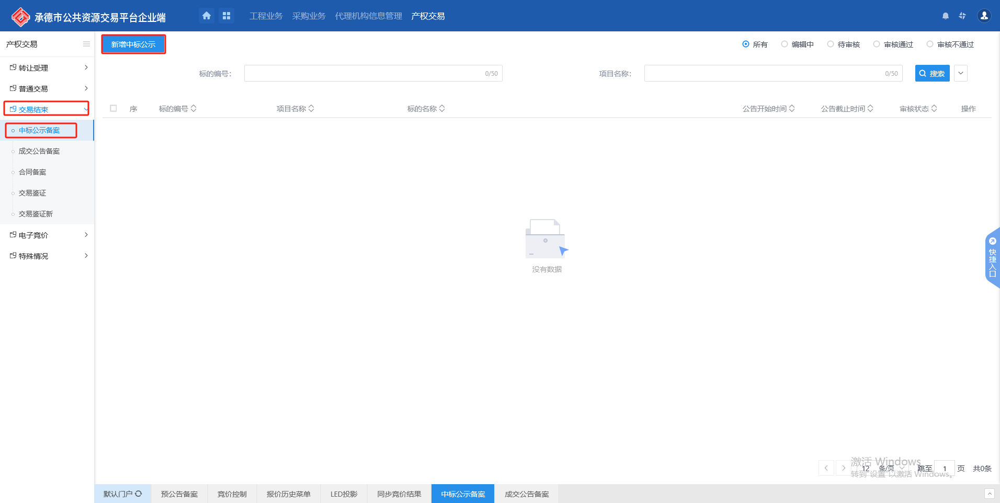 承德市公共资源交易平台企业端
工程业务 采购业务 代理机构信息管理 产权交易
产权交易
新增中标公示
所有 编辑中 待审核 审核通过 审核不通过
转让受理
普通交易
交易结束
中标公示备案
成交公告备案
合同备案
交易鉴证
交易鉴证新
电子竞价
特殊情况
标的编号： 0/50 项目名称： 0/50 搜索
序 标的编号 项目名称 标的名称 公告开始时间 公告截止时间 审核状态 操作
没有数据
快捷入口
激活 Windows
转到"设置"以激活 Windows。
12 条/页 跳至 1 页 共0条
默认门户 预公告备案 竞价控制 报价历史菜单 LED投影 同步竞价结果 中标公示备案 成交公告备案